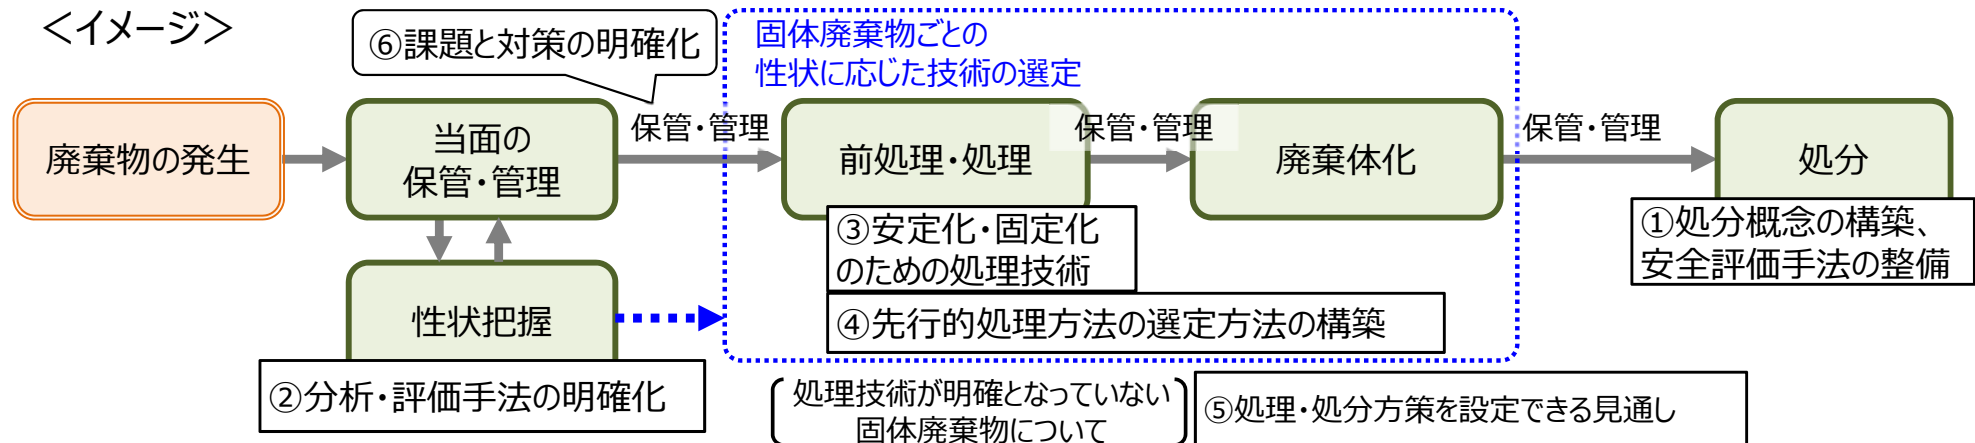 ＜イメージ＞
⑥課題と対策の明確化
固体廃棄物ごとの
性状に応じた技術の選定
廃棄物の発生
当面の
保管・管理
保管・管理
前処理・処理
保管・管理
廃棄体化
保管・管理
処分
③安定化・固定化
のための処理技術
①処分概念の構築、
安全評価手法の整備
性状把握
④先行的処理方法の選定方法の構築
②分析・評価手法の明確化
処理技術が明確となっていない
固体廃棄物について
⑤処理・処分方策を設定できる見通し